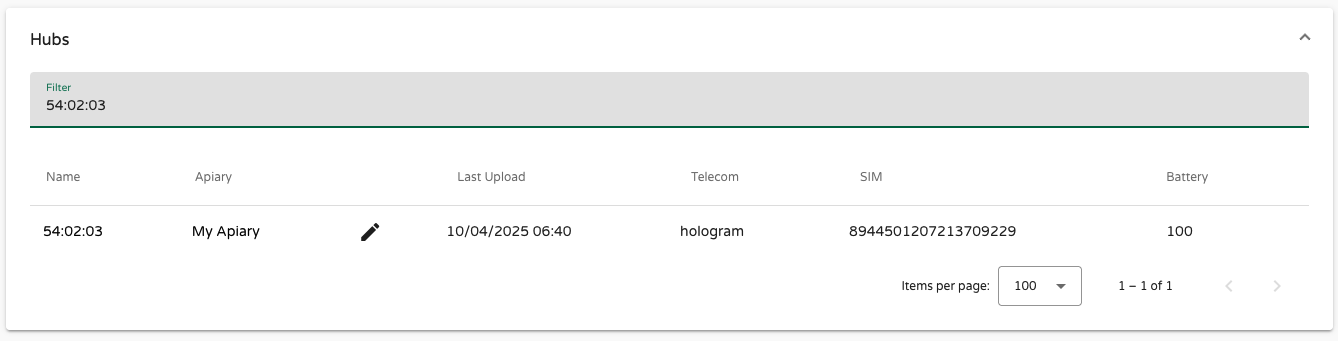 Hubs
Filter
54:02:03
Name Apiary Last Upload Telecom SIM Battery
54:02:03 My Apiary 10/04/2025 06:40 hologram 8944501207213709229 100
Items per page: 100 1 – 1 of 1